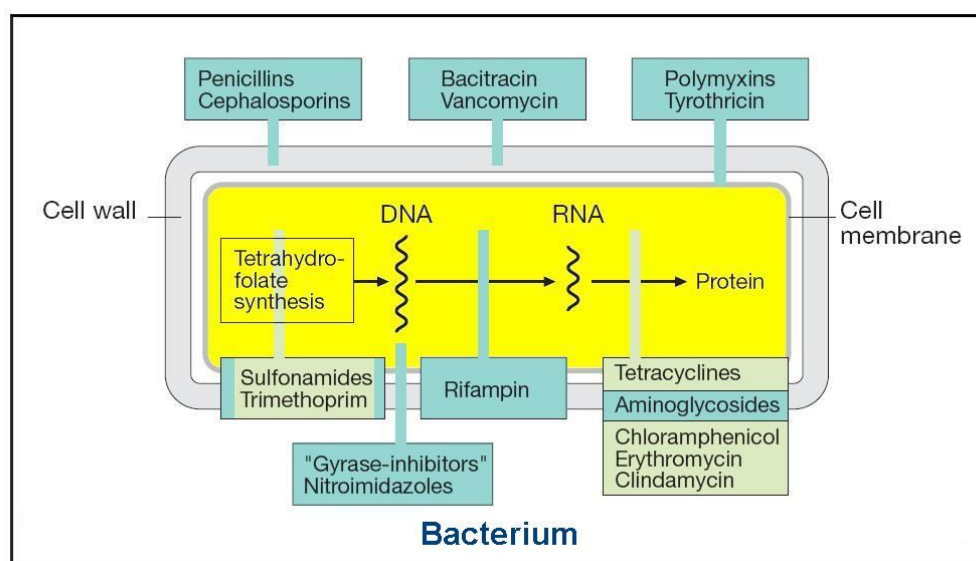 Penicillins
Cephalosporins
Bacitracin
Vancomycin
Polymyxins
Tyrothricin
Cell wall
DNA
RNA
Cell
membrane
Tetrahydro-
folate
synthesis
Protein
Sulfonamides
Trimethoprim
Rifampin
Tetracyclines
Aminoglycosides
Chloramphenicol
Erythromycin
Clindamycin
"Gyrase-inhibitors"
Nitroimidazoles
Bacterium